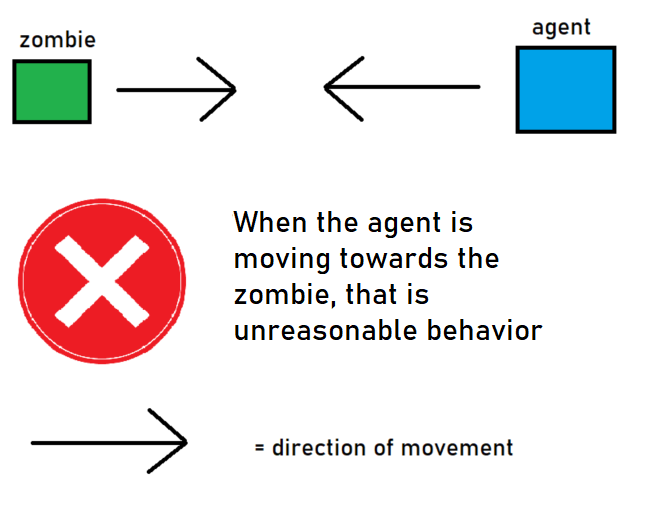 zombie
agent
When the agent is
moving towards the
zombie, that is
unreasonable behavior
= direction of movement